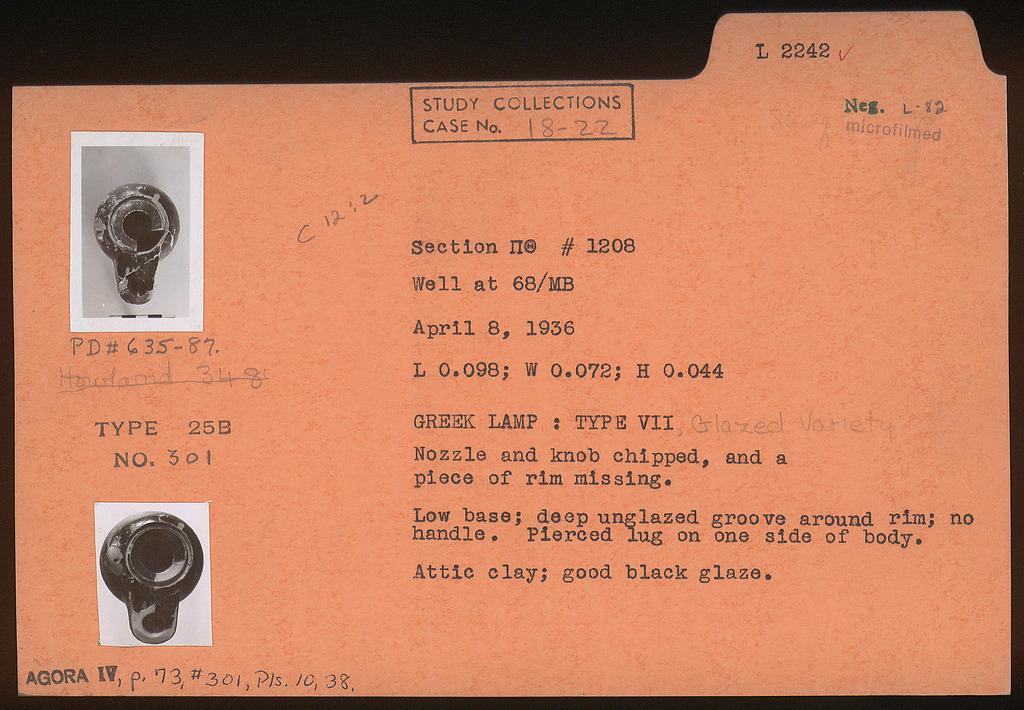 L 2242 ✓
STUDY COLLECTIONS
CASE No. 18-22
Neg. L-82
microfilmed
C 12:2
Section ΠΘ # 1208
Well at 68/MB
April 8, 1936
L 0.098; W 0.072; H 0.044
PD# 635-87.
Howland 348
TYPE 25B
NO. 301
GREEK LAMP : TYPE VII, Glazed Variety
Nozzle and knob chipped, and a
piece of rim missing.
Low base; deep unglazed groove around rim; no
handle. Pierced lug on one side of body.
Attic clay; good black glaze.
AGORA IV, p. 73, #301, Pls. 10, 38.